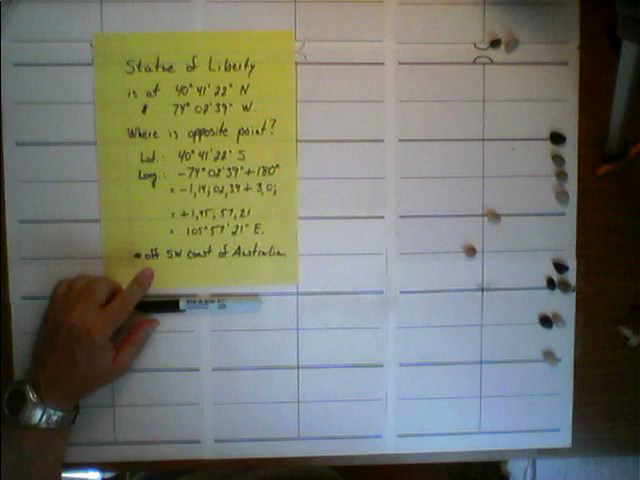 Statue of Liberty
is at 40° 41' 22" N
& 74° 02' 39" W.
Where is opposite point?
Lat.: 40° 41' 22" S
Long.: -74° 02' 39" + 180°
= -1,14;02,39 + 3,0;
= +1,45;57,21
= 105° 57' 21" E.
off SW coast of Australia